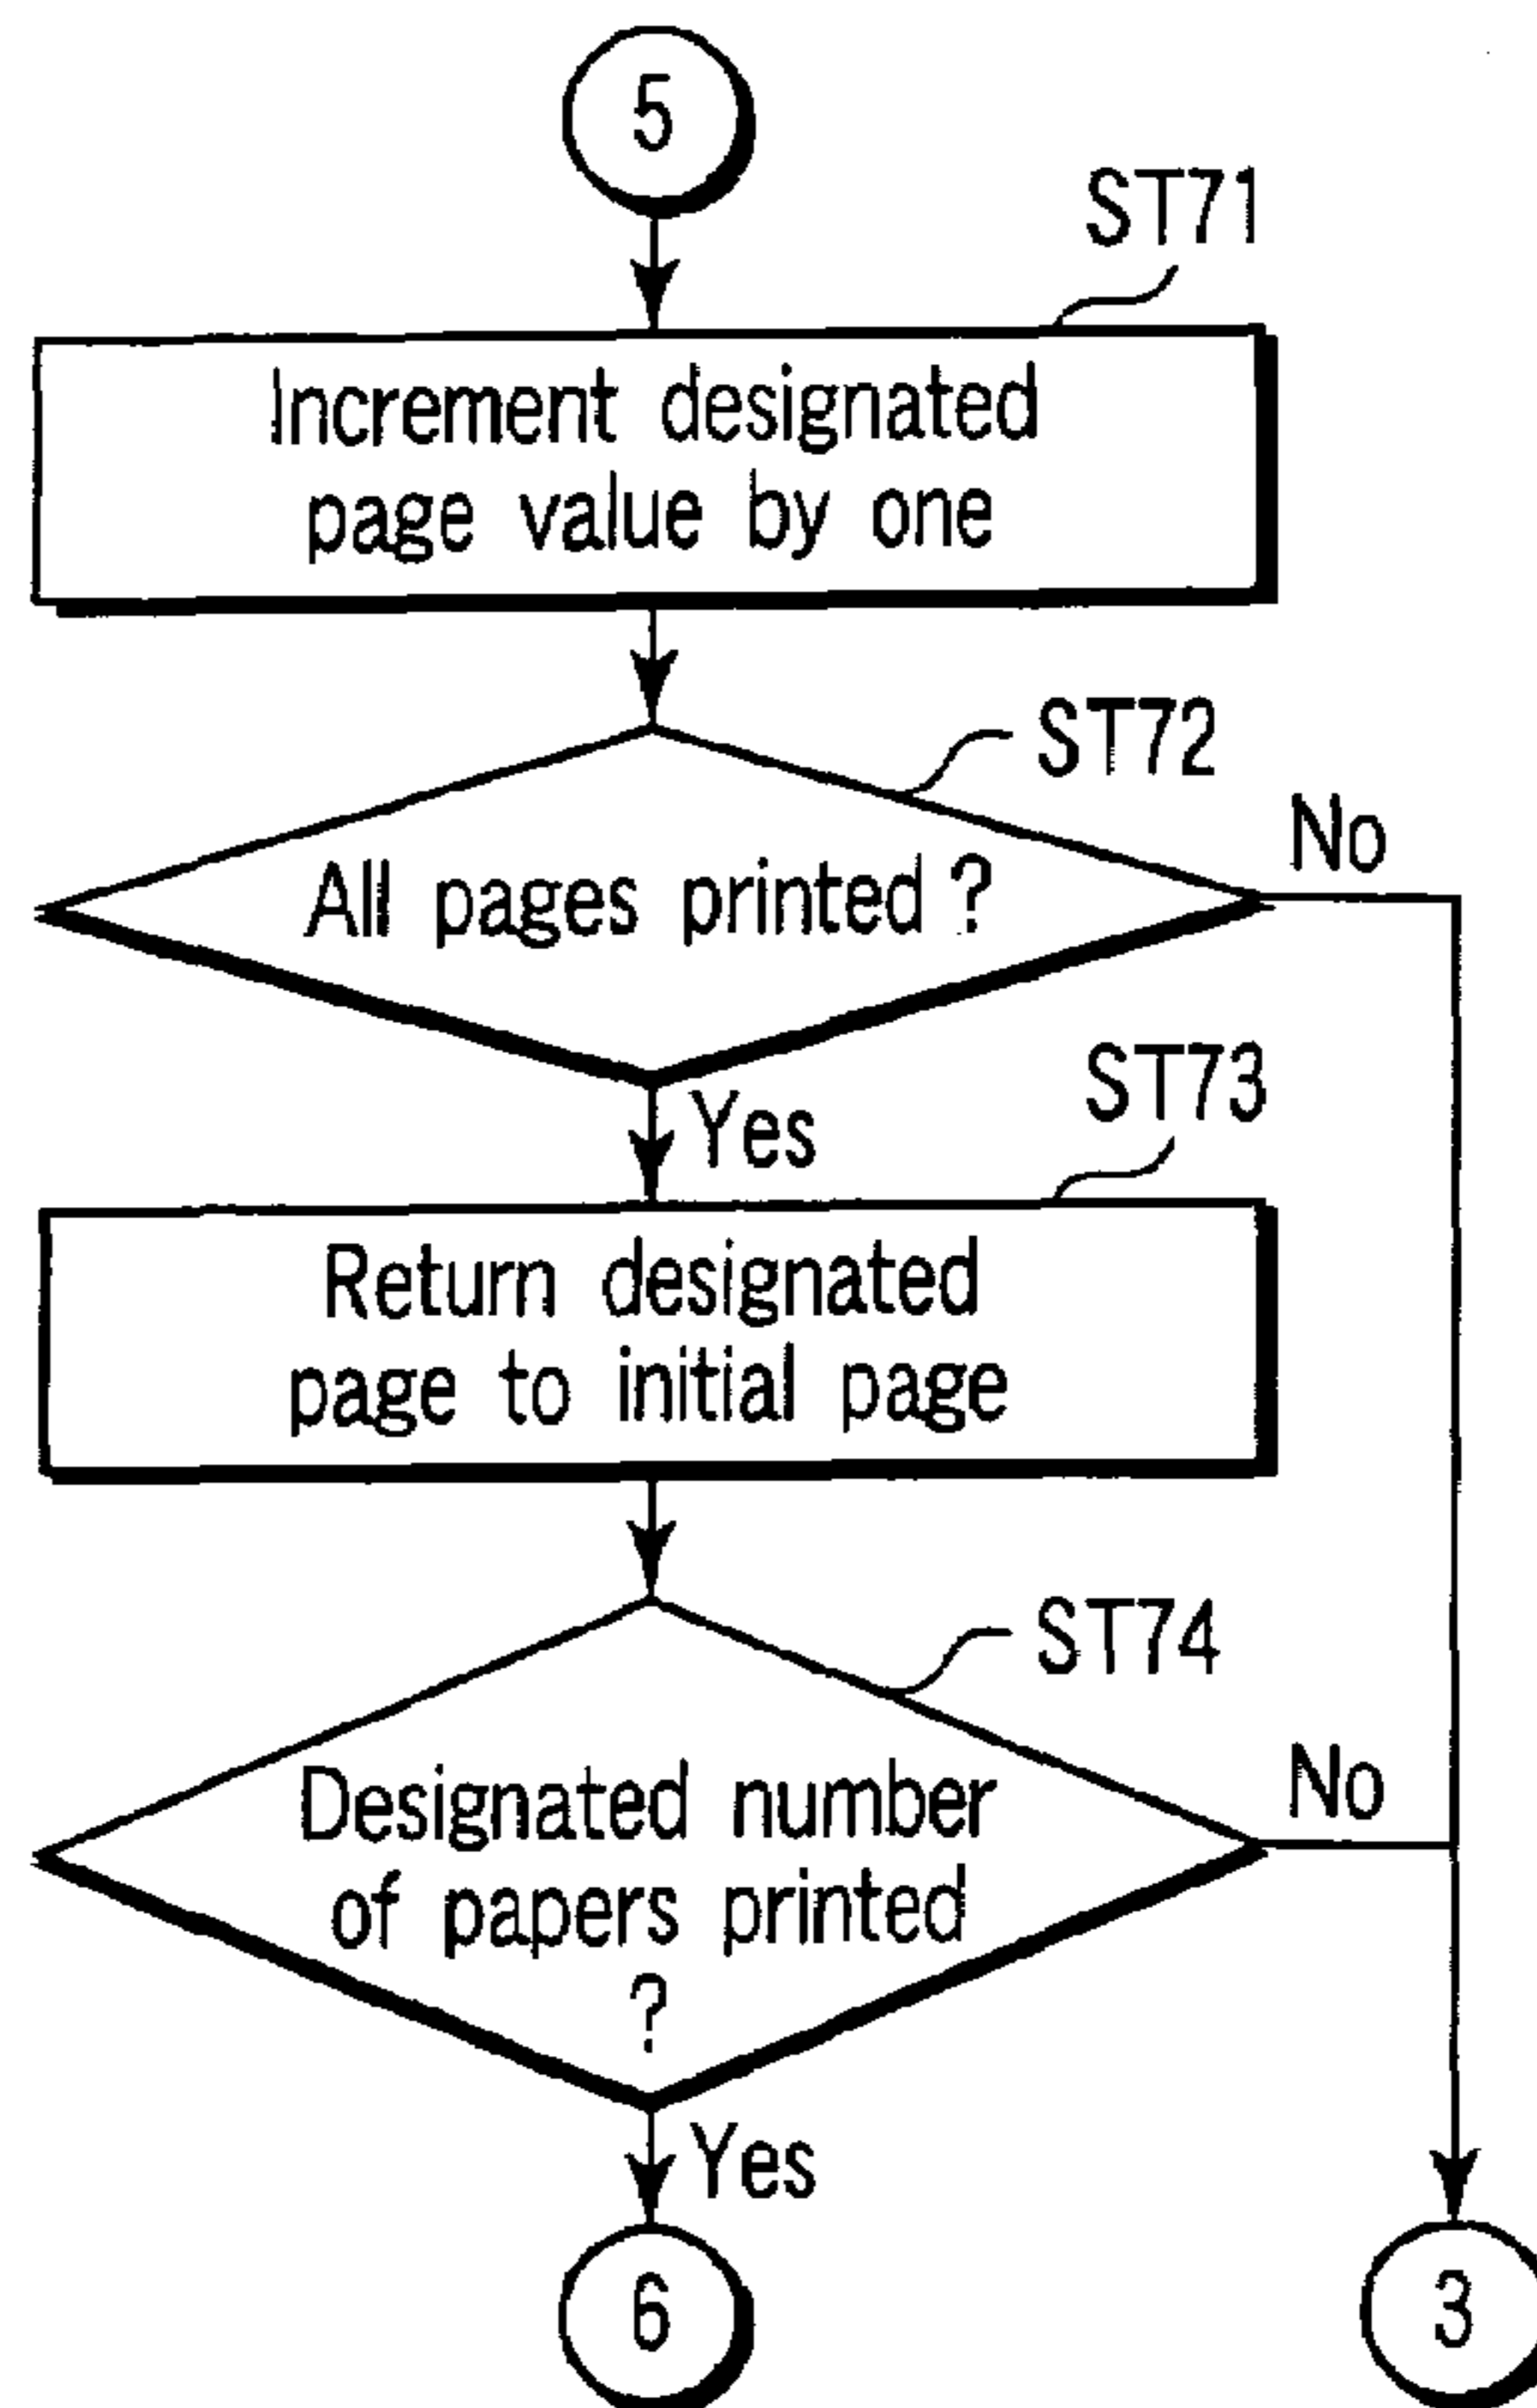 5
ST71
Increment designated
page value by one
ST72
No
All pages printed ?
Yes
ST73
Return designated
page to initial page
ST74
No
Designated number
of papers printed
?
Yes
6
3